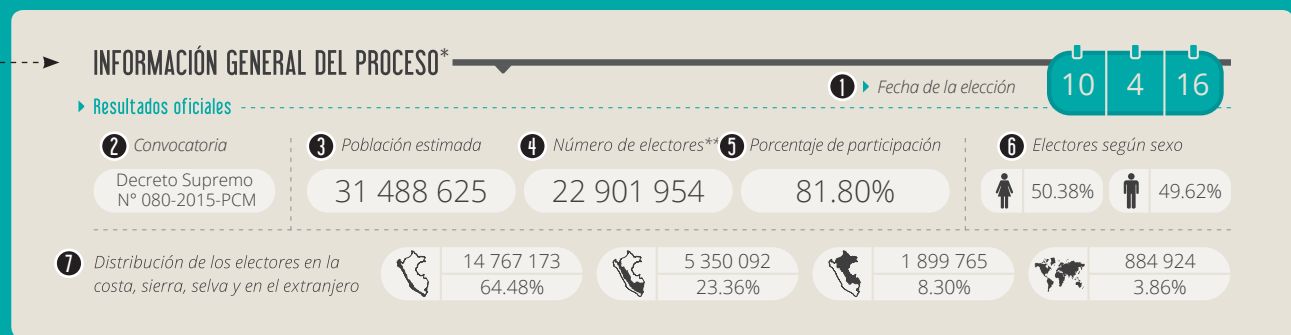 INFORMACIÓN GENERAL DEL PROCESO*
1 Fecha de la elección
10 4 16
Resultados oficiales
2 Convocatoria
Decreto Supremo
N° 080-2015-PCM
3 Población estimada
31 488 625
4 Número de electores**
22 901 954
5 Porcentaje de participación
81.80%
6 Electores según sexo
50.38% 49.62%
7 Distribución de los electores en la
costa, sierra, selva y en el extranjero
14 767 173
64.48%
5 350 092
23.36%
1 899 765
8.30%
884 924
3.86%